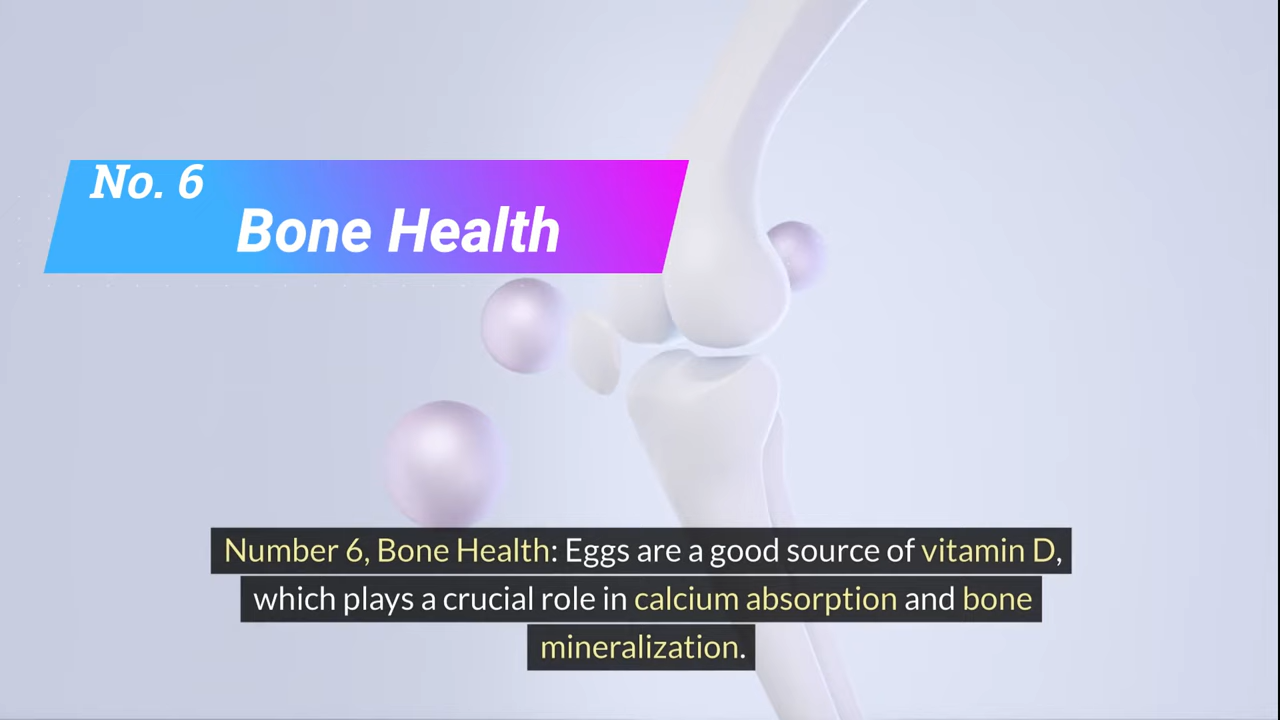 No. 6
Bone Health
Number 6, Bone Health: Eggs are a good source of vitamin D,
which plays a crucial role in calcium absorption and bone
mineralization.